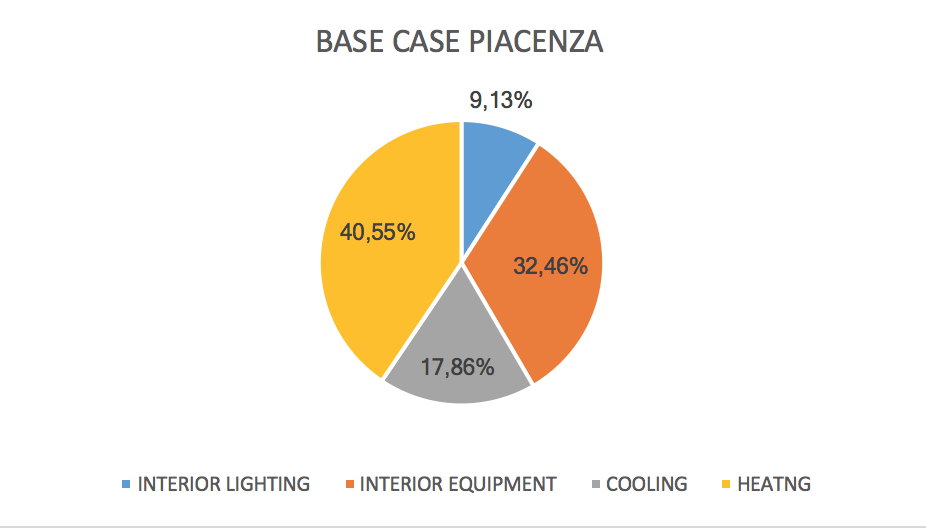 BASE CASE PIACENZA
9,13%
40,55%
32,46%
17,86%
INTERIOR LIGHTING INTERIOR EQUIPMENT COOLING HEATNG